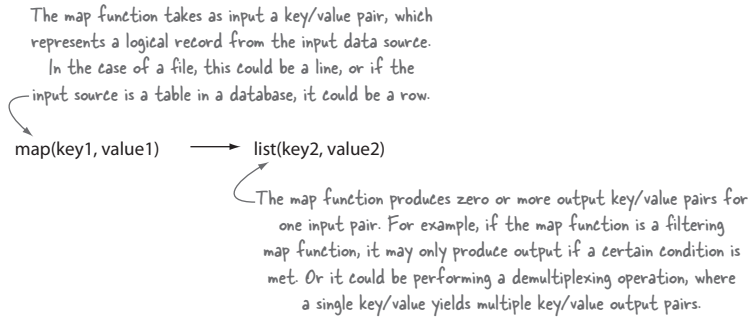 The map function takes as input a key/value pair, which
represents a logical record from the input data source.
In the case of a file, this could be a line, or if the
input source is a table in a database, it could be a row.
map(key1, value1) → list(key2, value2)
The map function produces zero or more output key/value pairs for
one input pair. For example, if the map function is a filtering
map function, it may only produce output if a certain condition is
met. Or it could be performing a demultiplexing operation, where
a single key/value yields multiple key/value output pairs.